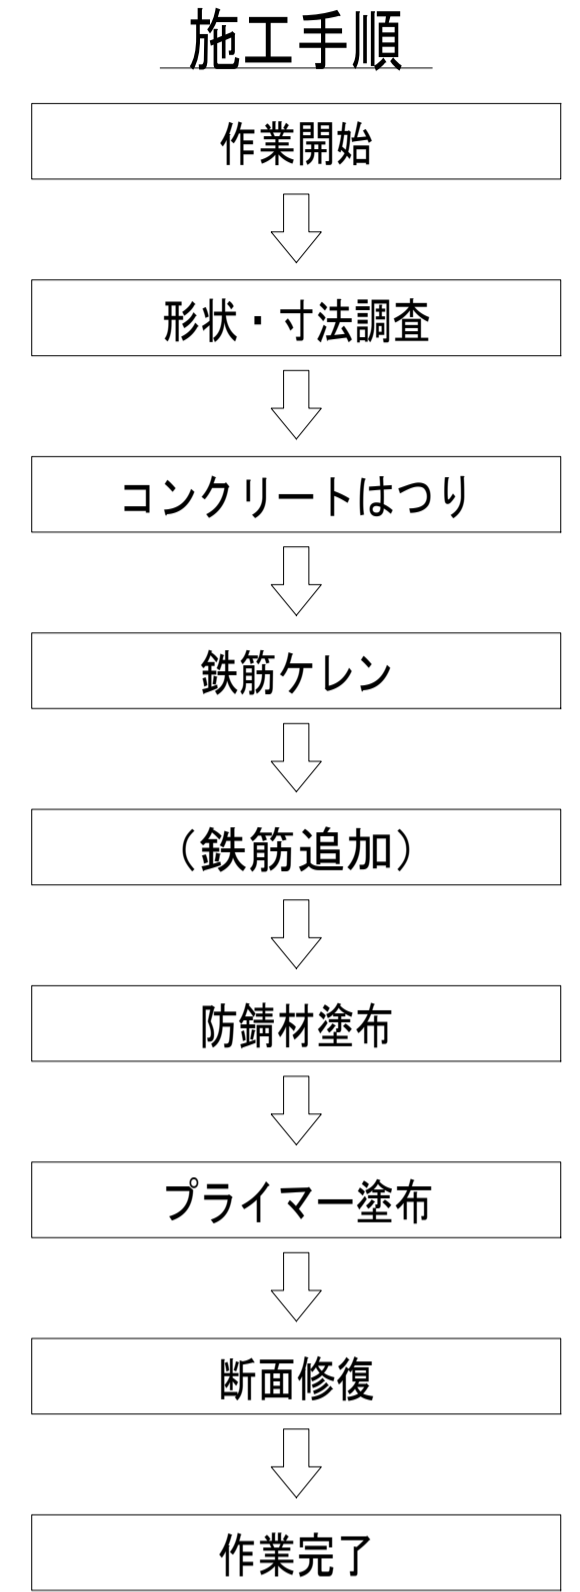 施工手順
作業開始
形状・寸法調査
コンクリートはつり
鉄筋ケレン
（鉄筋追加）
防錆材塗布
プライマー塗布
断面修復
作業完了